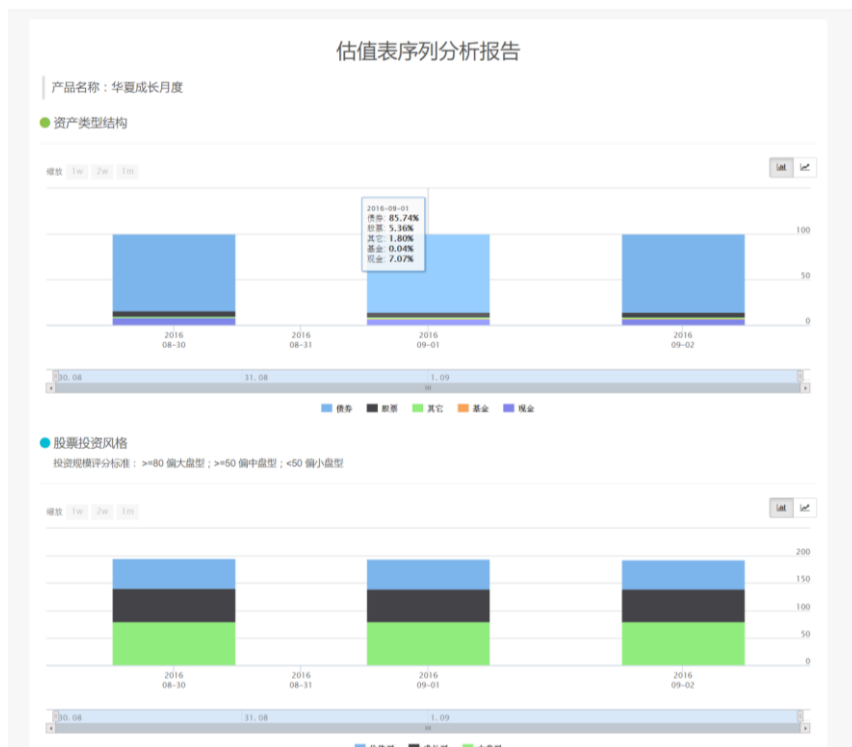 估值表序列分析报告
产品名称：华夏成长月度
资产类型结构
缩放 1w 2w 1m
2016-09-01
债券: 85.74%
股票: 5.36%
其它: 1.80%
基金: 0.04%
现金: 7.07%
100
50
0
2016 2016 2016 2016
08-30 08-31 09-01 09-02
30. 08 31. 08 1. 09
债券 股票 其它 基金 现金
股票投资风格
投资规模评分标准： >=80 偏大盘型；>=50 偏中盘型；<50 偏小盘型
缩放 1w 2w 1m
200
150
100
50
0
2016 2016 2016 2016
08-30 08-31 09-01 09-02
30. 08 31. 08 1. 09